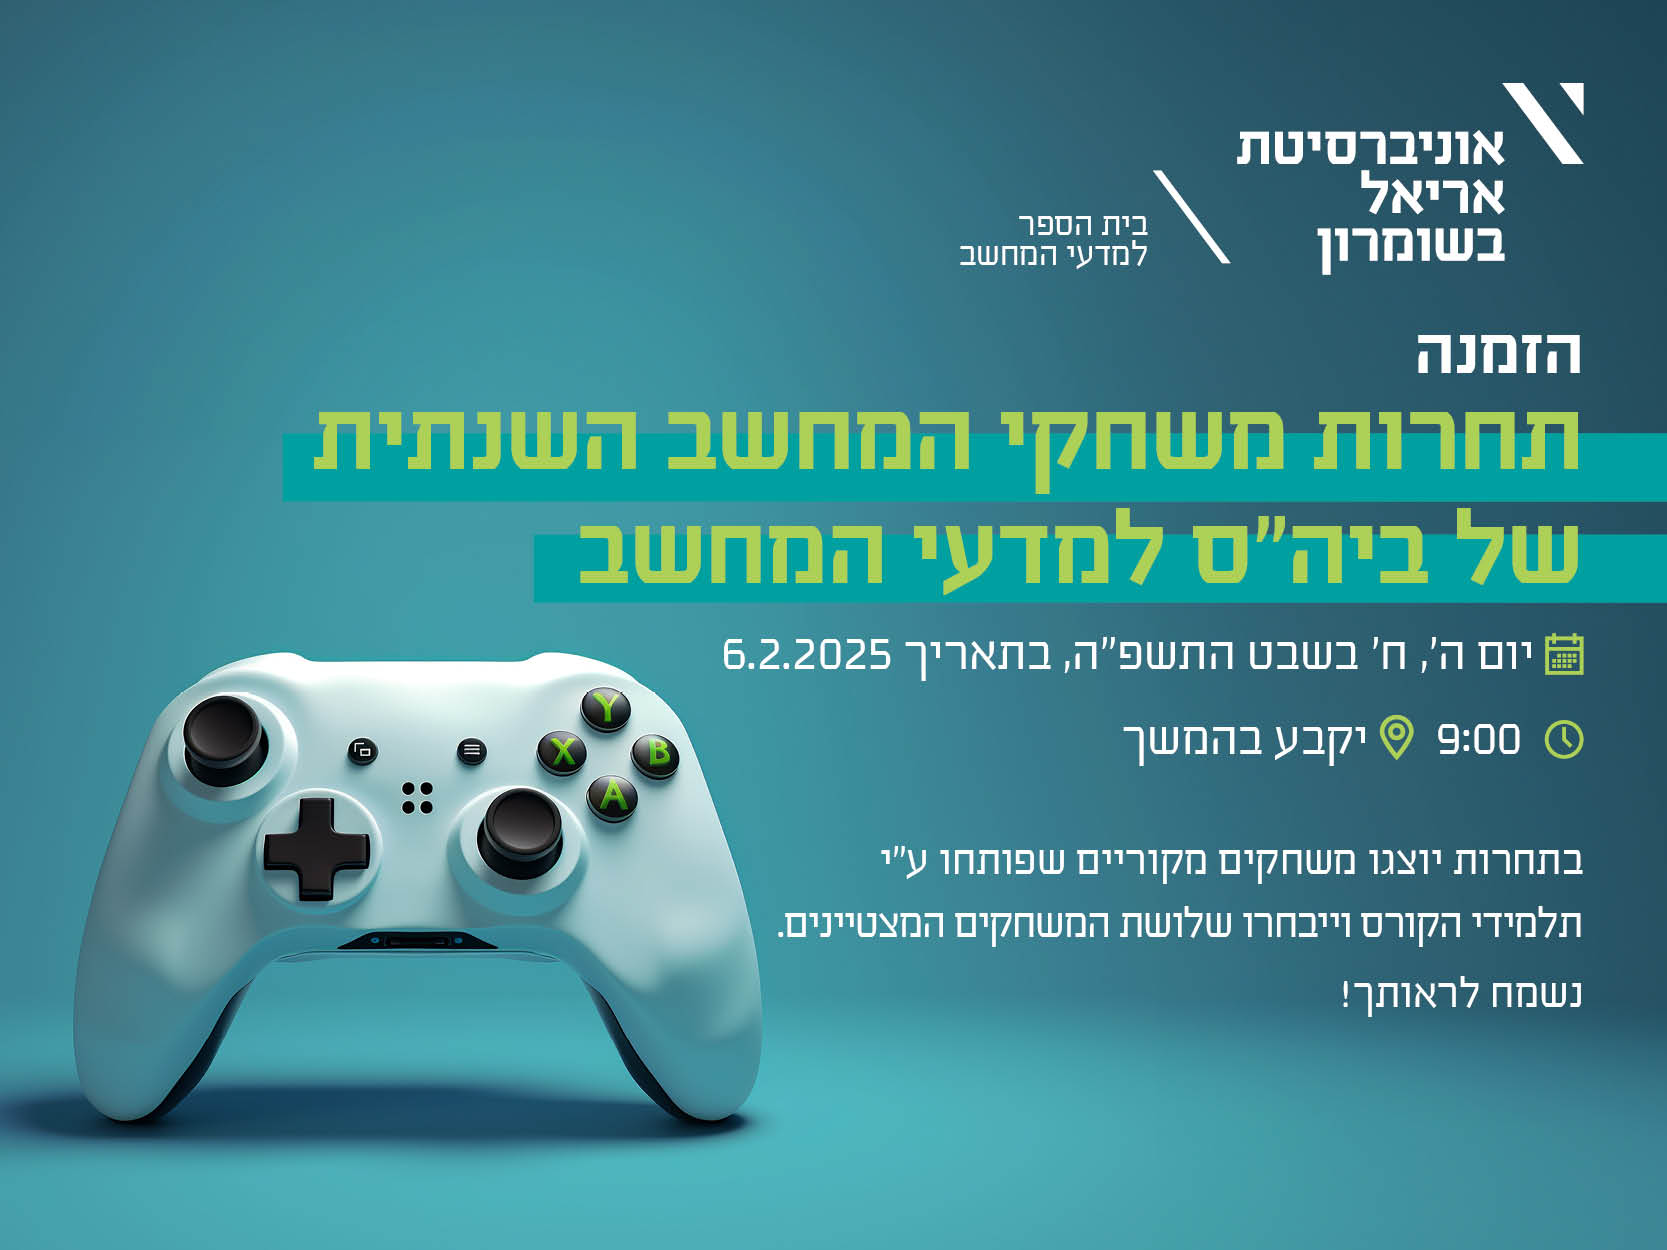 אוניברסיטת
אריאל
בשומרון
בית הספר
למדעי המחשב
הזמנה
תחרות משחקי המחשב השנתית
של ביה"ס למדעי המחשב
יום ה', ח' בשבט התשפ"ה, בתאריך 6.2.2025
9:00 יקבע בהמשך
בתחרות יוצגו משחקים מקוריים שפותחו ע"י
תלמידי הקורס וייבחרו שלושת המשחקים המצטיינים.
נשמח לראותך!
Y
X B
A